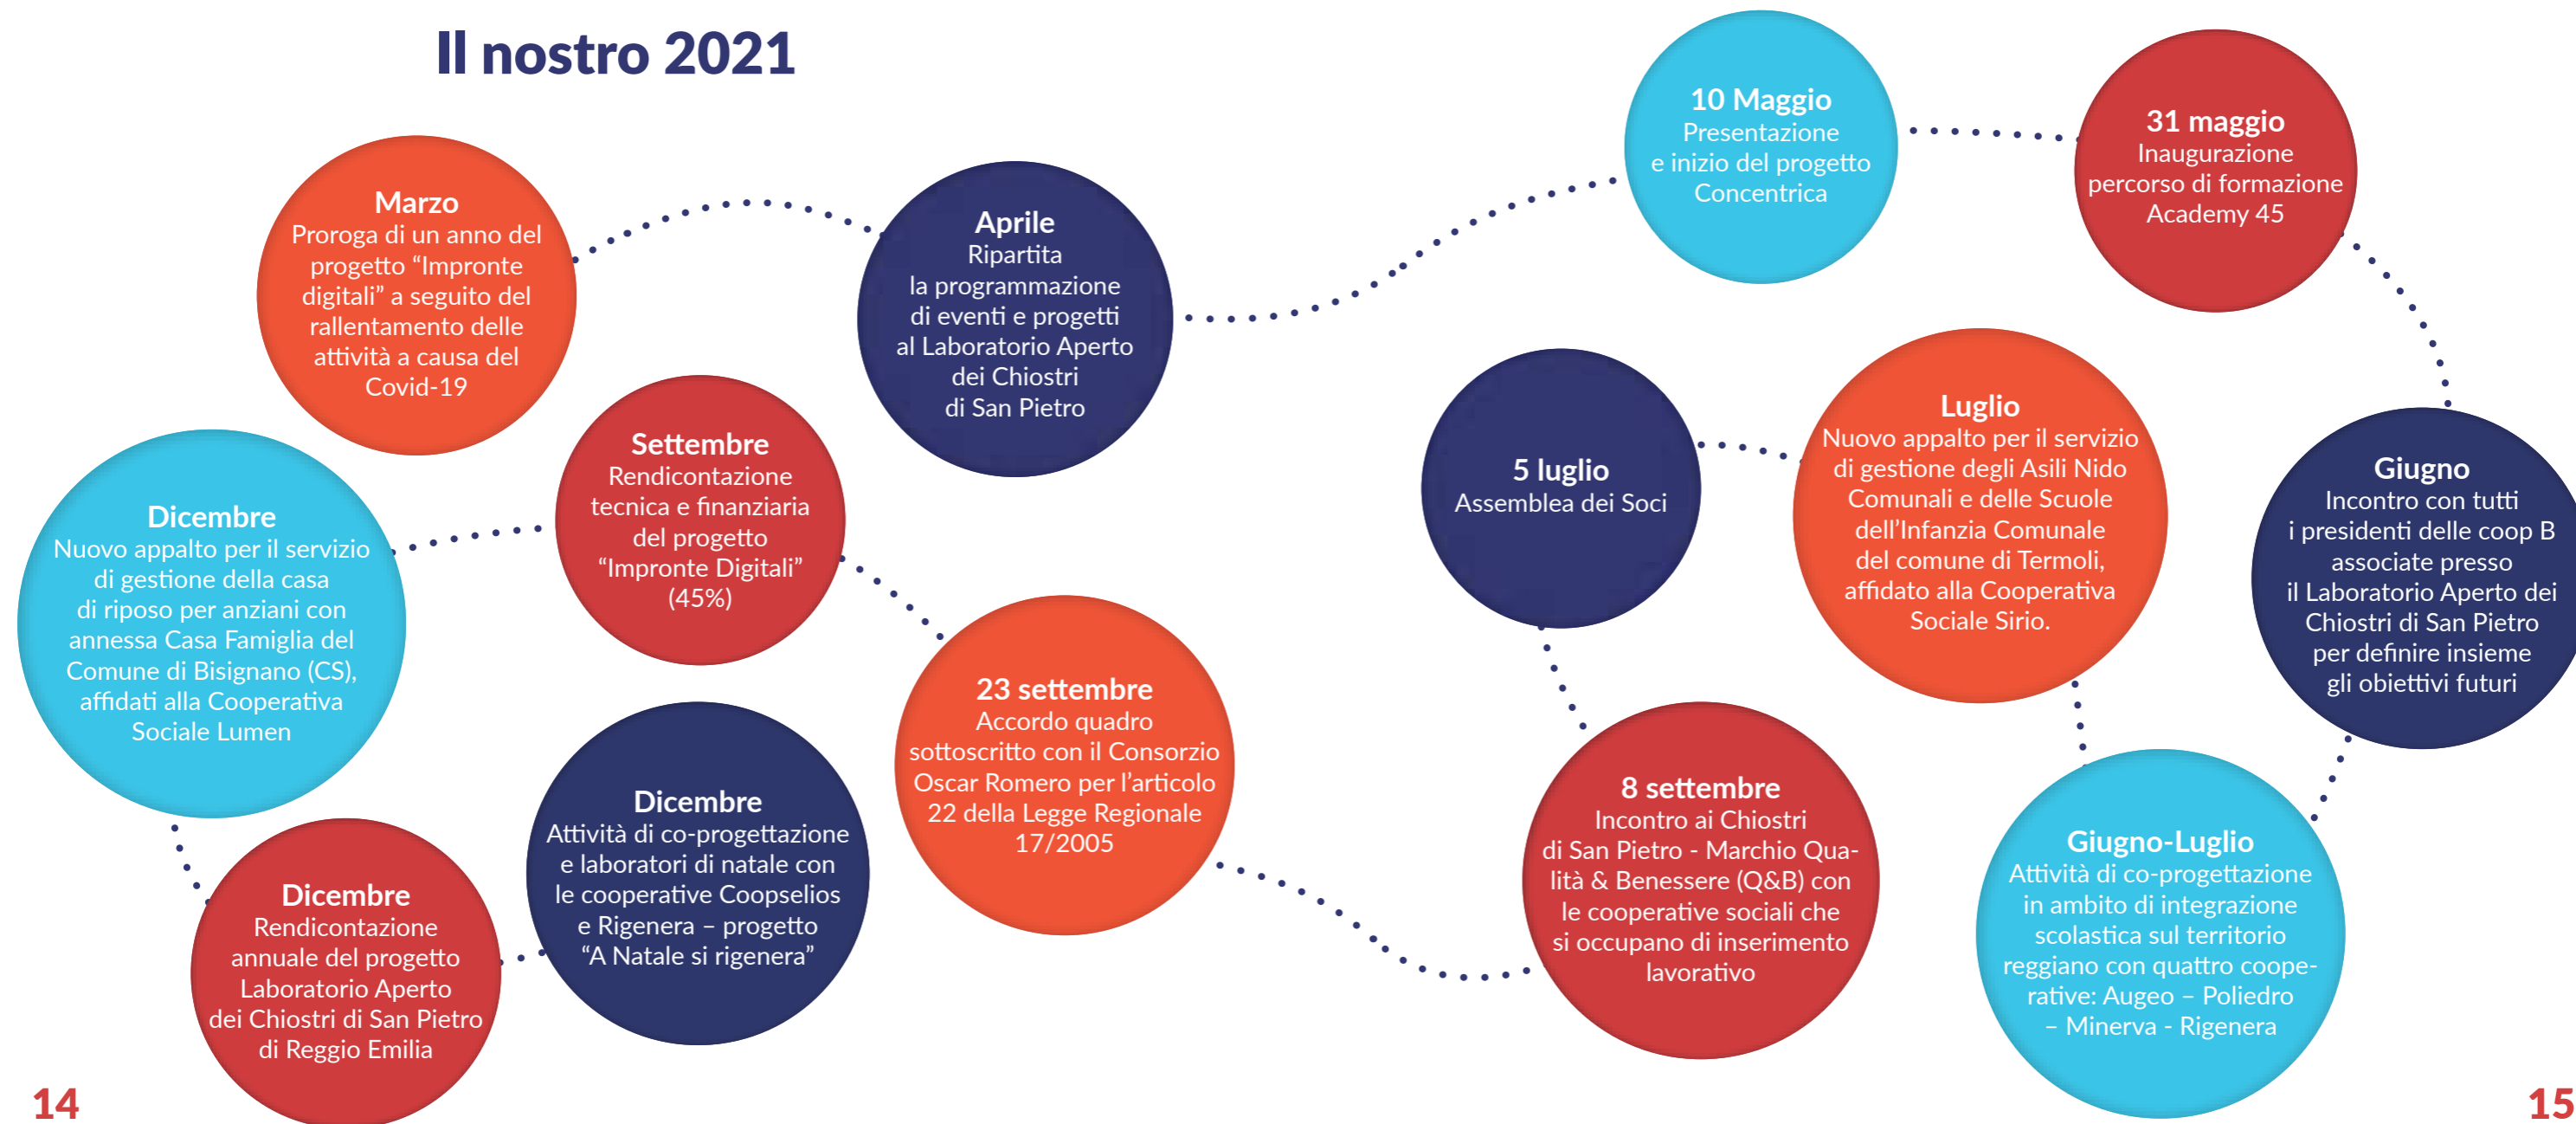 Il nostro 2021
Marzo
Proroga di un anno del
progetto “Impronte
digitali” a seguito del
rallentamento delle
attività a causa del
Covid-19
Aprile
Ripartita
la programmazione
di eventi e progetti
al Laboratorio Aperto
dei Chiostri
di San Pietro
10 Maggio
Presentazione
e inizio del progetto
Concentrica
31 maggio
Inaugurazione
percorso di formazione
Academy 45
Giugno
Incontro con tutti
i presidenti delle coop B
associate presso
il Laboratorio Aperto dei
Chiostri di San Pietro
per definire insieme
gli obiettivi futuri
Giugno-Luglio
Attività di co-progettazione
in ambito di integrazione
scolastica sul territorio
reggiano con quattro coope-
rative: Augeo – Poliedro
– Minerva - Rigenera
Luglio
Nuovo appalto per il servizio
di gestione degli Asili Nido
Comunali e delle Scuole
dell’Infanzia Comunale
del comune di Termoli,
affidato alla Cooperativa
Sociale Sirio.
5 luglio
Assemblea dei Soci
8 settembre
Incontro ai Chiostri
di San Pietro - Marchio Qua-
lità & Benessere (Q&B) con
le cooperative sociali che
si occupano di inserimento
lavorativo
23 settembre
Accordo quadro
sottoscritto con il Consorzio
Oscar Romero per l’articolo
22 della Legge Regionale
17/2005
Settembre
Rendicontazione
tecnica e finanziaria
del progetto
“Impronte Digitali”
(45%)
Dicembre
Nuovo appalto per il servizio
di gestione della casa
di riposo per anziani con
annessa Casa Famiglia del
Comune di Bisignano (CS),
affidati alla Cooperativa
Sociale Lumen
Dicembre
Rendicontazione
annuale del progetto
Laboratorio Aperto
dei Chiostri di San Pietro
di Reggio Emilia
Dicembre
Attività di co-progettazione
e laboratori di natale con
le cooperative Coopselios
e Rigenera – progetto
“A Natale si rigenera”
14
15